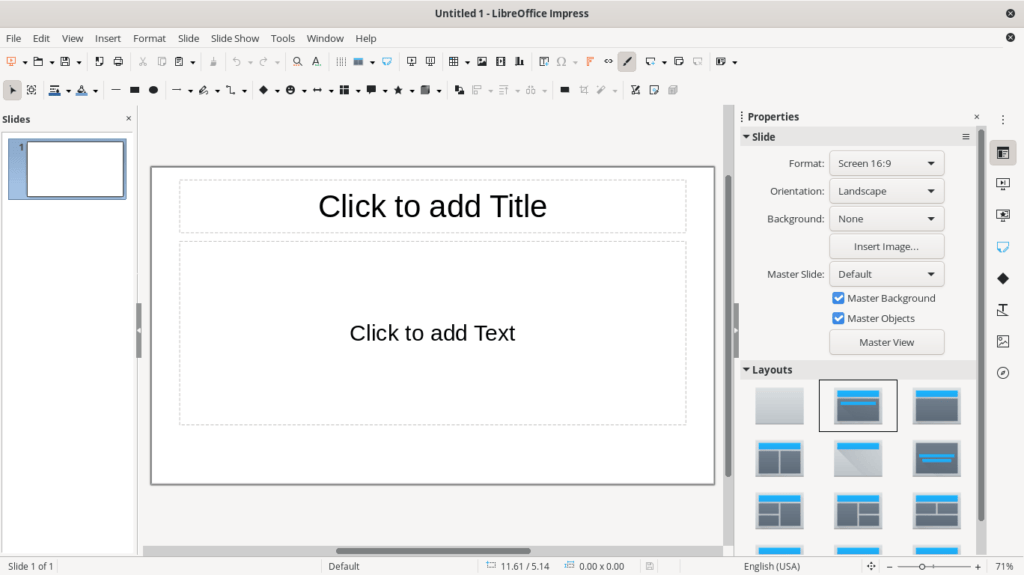 Untitled 1 - LibreOffice Impress
File Edit View Insert Format Slide Slide Show Tools Window Help
Slides
1
Click to add Title
Click to add Text
Properties
Slide
Format: Screen 16:9
Orientation: Landscape
Background: None
Insert Image...
Master Slide: Default
Master Background
Master Objects
Master View
Layouts
Slide 1 of 1 Default 11.61 / 5.14 0.00 x 0.00 English (USA) 71%